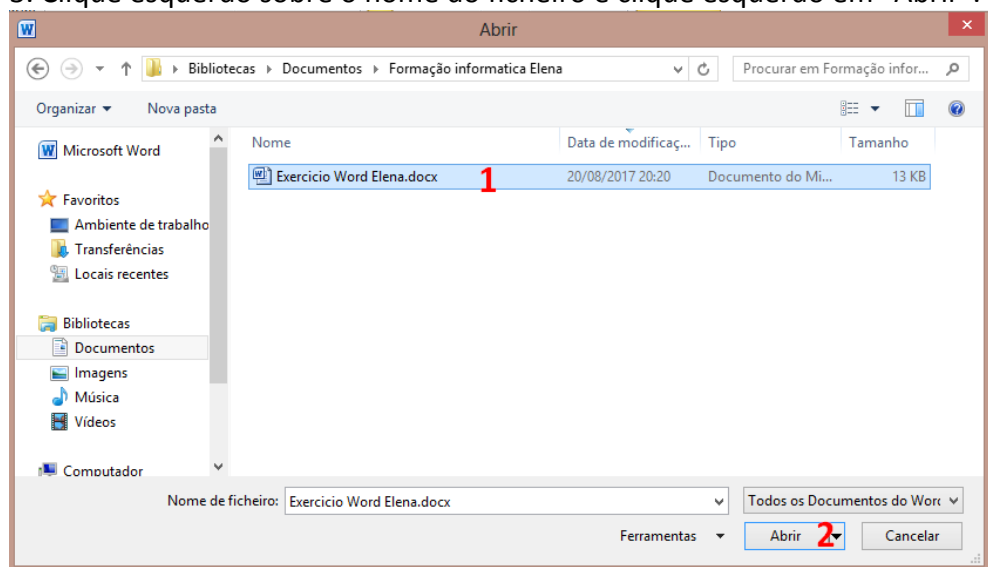 Abrir
Bibliotecas Documentos Formação informatica Elena Procurar em Formação infor...
Organizar Nova pasta
Microsoft Word
Favoritos
Ambiente de trabalho
Transferências
Locais recentes
Bibliotecas
Documentos
Imagens
Música
Vídeos
Computador
Nome Data de modificaç... Tipo Tamanho
Exercicio Word Elena.docx 1 20/08/2017 20:20 Documento do Mi... 13 KB
Nome de ficheiro: Exercicio Word Elena.docx Todos os Documentos do Word
Ferramentas Abrir 2 Cancelar